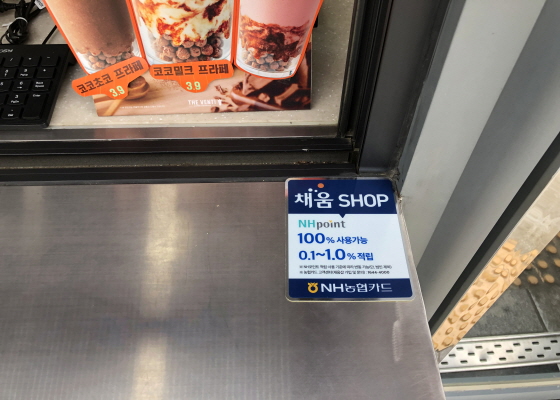 코코초코 프라페
3.9
코코밀크 프라페
3.9
THE VENTI
채움 SHOP
NHpoint
100% 사용가능
0.1~1.0% 적립
NH농협카드